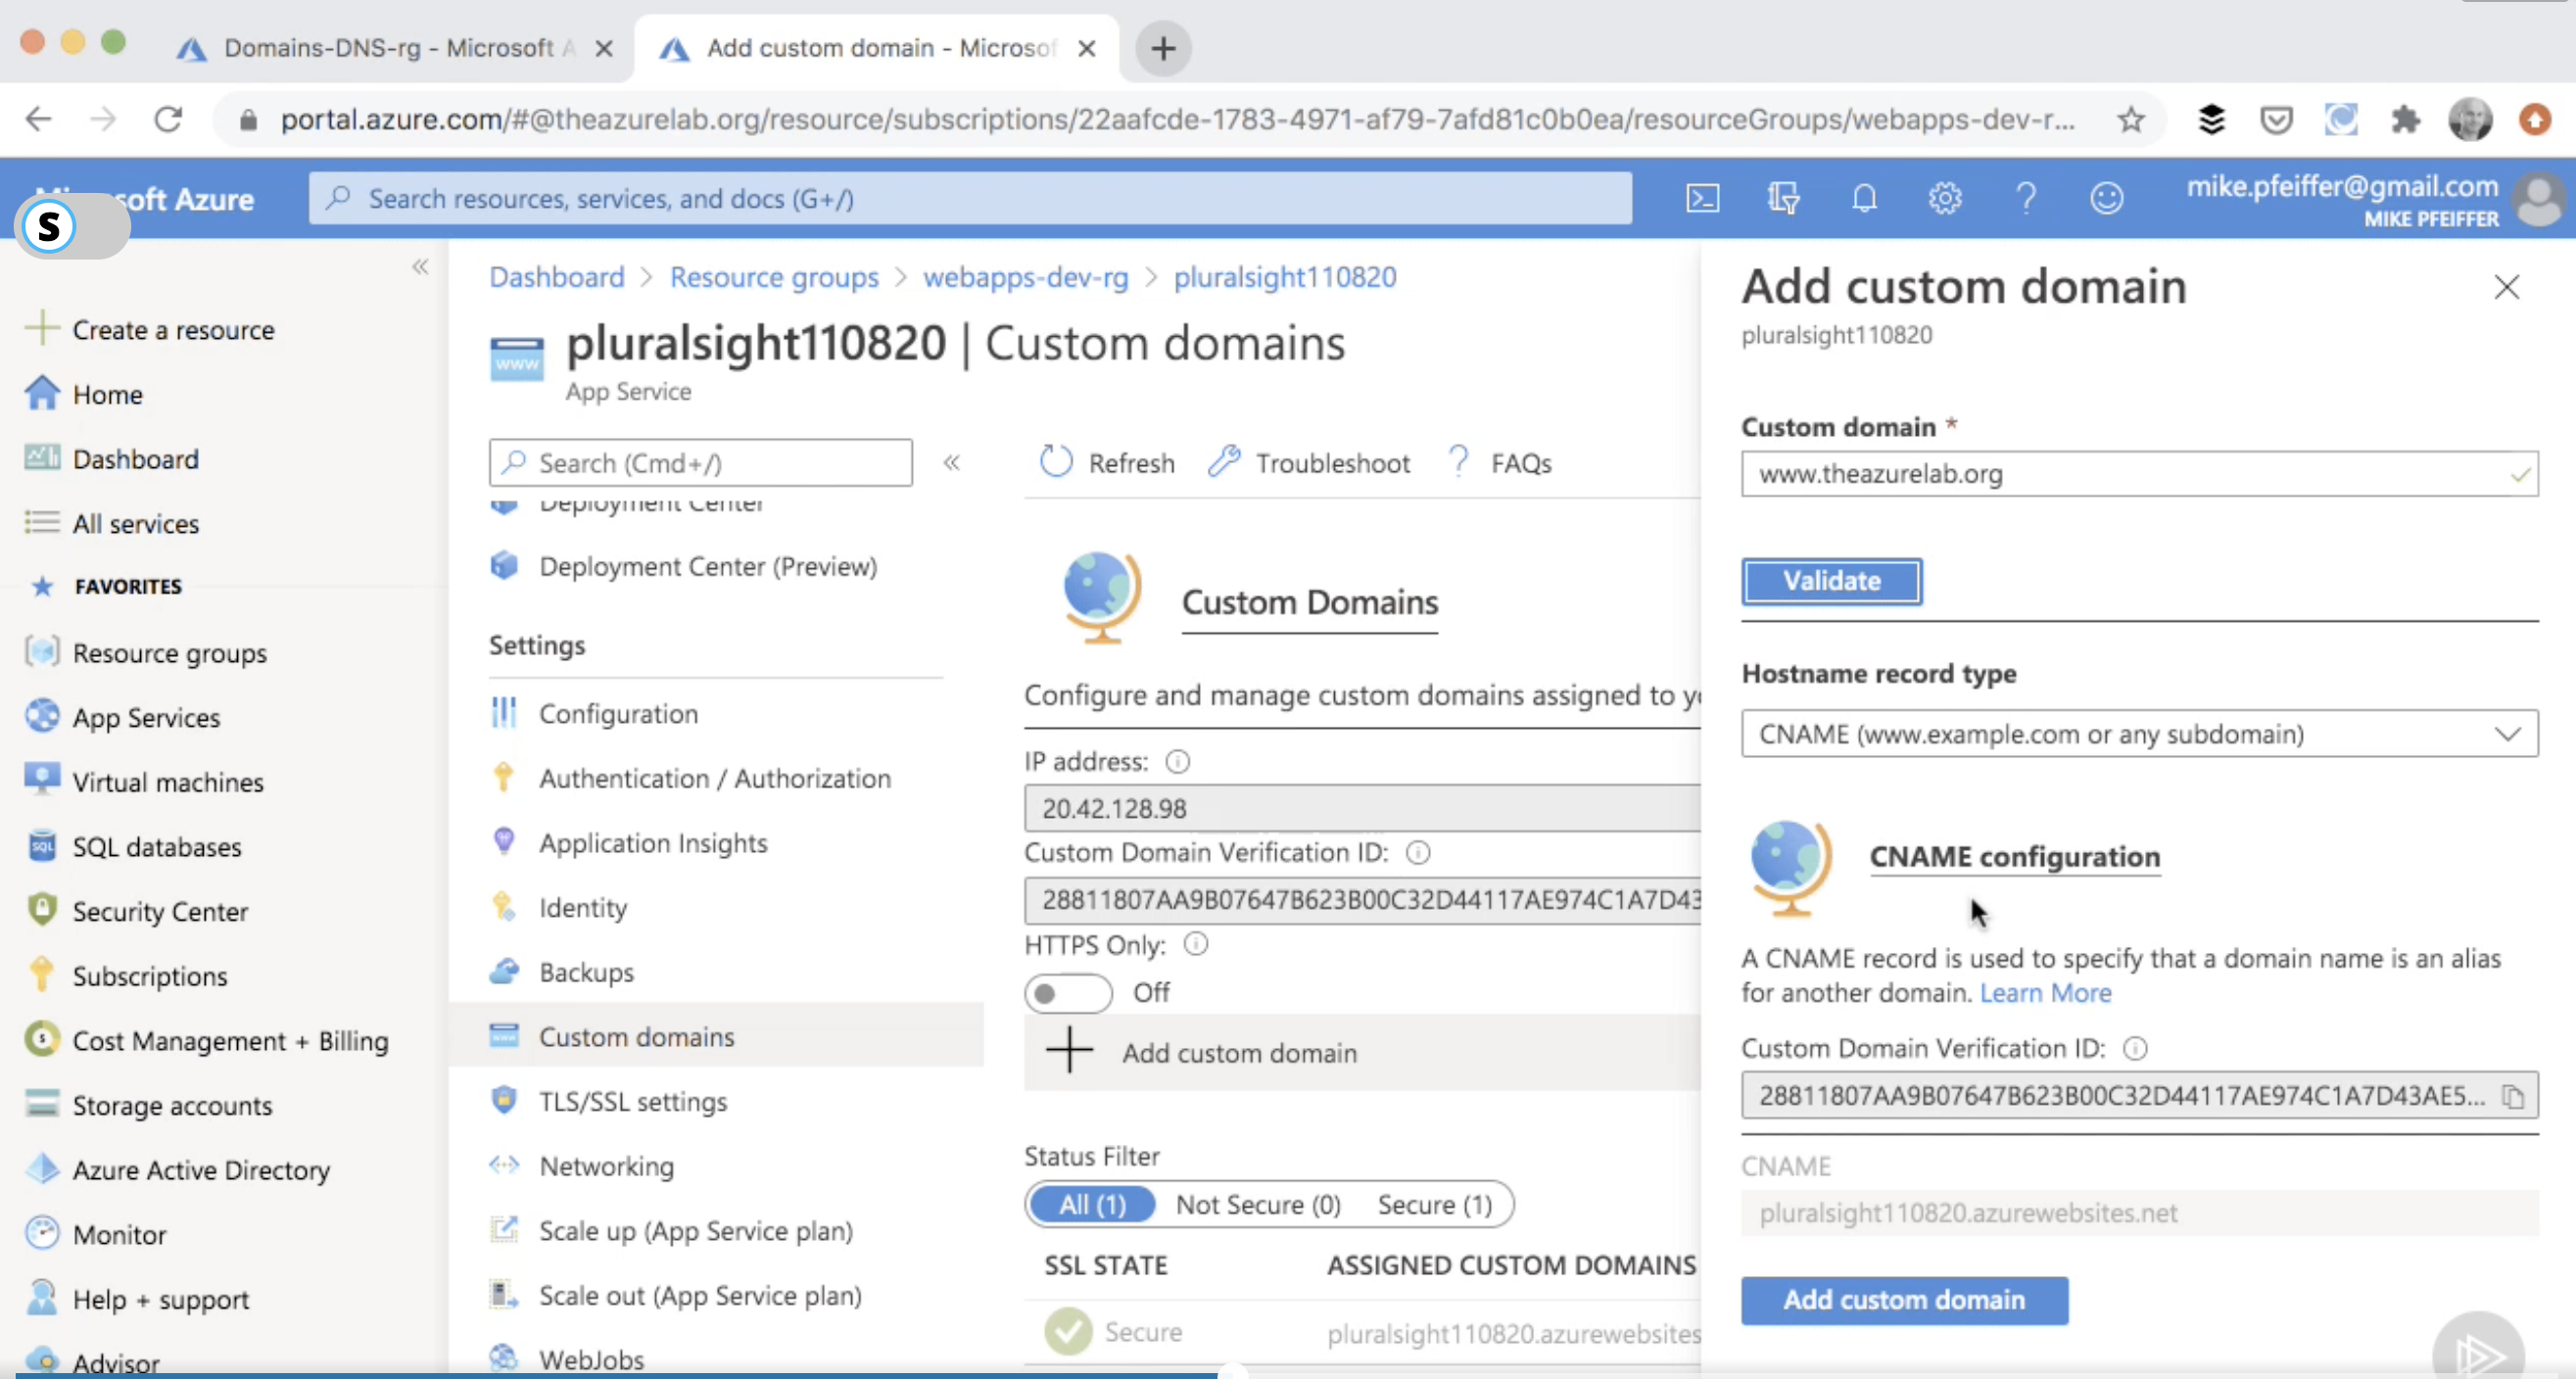 Domains-DNS-rg - Microsoft A
Add custom domain - Microsof
portal.azure.com/#@theazurelab.org/resource/subscriptions/22aafcde-1783-4971-af79-7afd81c0b0ea/resourceGroups/webapps-dev-r...
soft Azure
Search resources, services, and docs (G+/)
mike.pfeiffer@gmail.com
MIKE PFEIFFER
S
Create a resource
Home
Dashboard
All services
FAVORITES
Resource groups
App Services
Virtual machines
SQL databases
Security Center
Subscriptions
Cost Management + Billing
Storage accounts
Azure Active Directory
Monitor
Help + support
Advisor
Dashboard > Resource groups > webapps-dev-rg > pluralsight110820
www
pluralsight110820 | Custom domains
App Service
Search (Cmd+/)
Deployment Center
Deployment Center (Preview)
Settings
Configuration
Authentication / Authorization
Application Insights
Identity
Backups
Custom domains
TLS/SSL settings
Networking
Scale up (App Service plan)
Scale out (App Service plan)
WebJobs
Refresh
Troubleshoot
FAQs
Custom Domains
Configure and manage custom domains assigned to yo
IP address:
20.42.128.98
Custom Domain Verification ID:
28811807AA9B07647B623B00C32D44117AE974C1A7D43
HTTPS Only:
Off
Add custom domain
Status Filter
All (1)
Not Secure (0)
Secure (1)
SSL STATE
ASSIGNED CUSTOM DOMAINS
Secure
pluralsight110820.azurewebsites
Add custom domain
pluralsight110820
Custom domain *
www.theazurelab.org
Validate
Hostname record type
CNAME (www.example.com or any subdomain)
CNAME configuration
A CNAME record is used to specify that a domain name is an alias
for another domain. Learn More
Custom Domain Verification ID:
28811807AA9B07647B623B00C32D44117AE974C1A7D43AE5...
CNAME
pluralsight110820.azurewebsites.net
Add custom domain